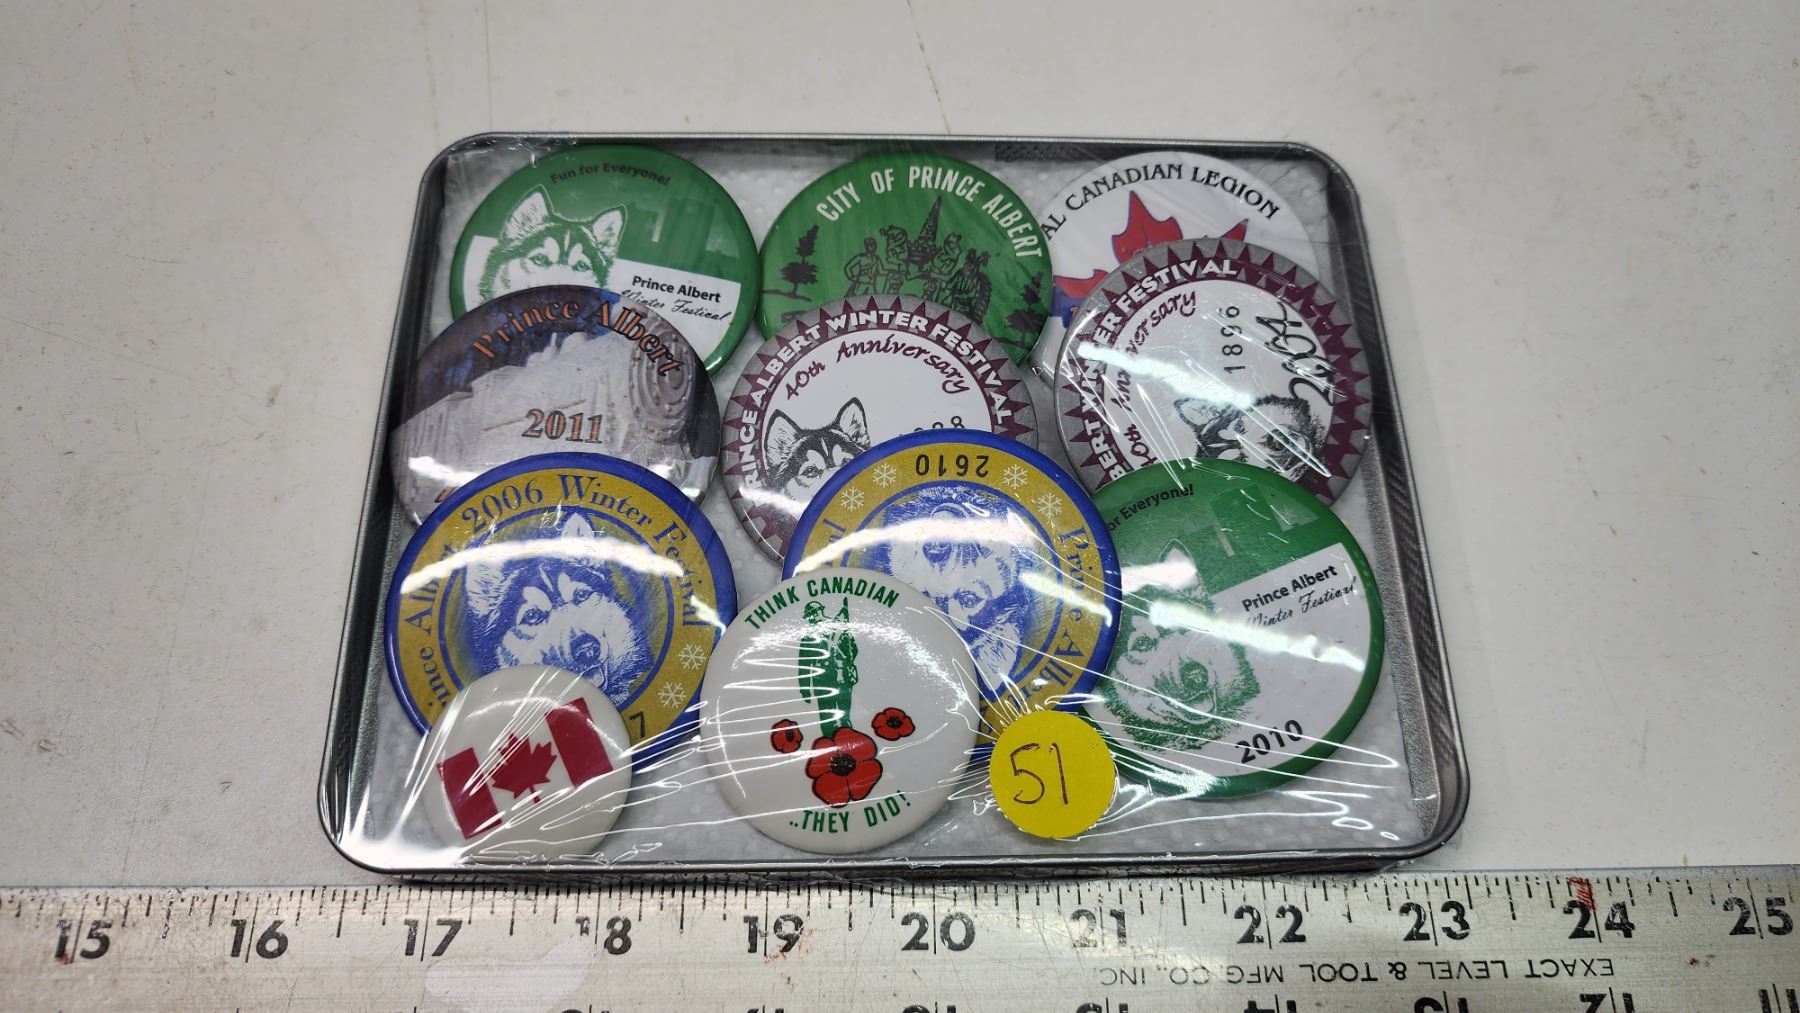 Fun for Everyone!
Prince Albert
Winter Festival
CITY OF PRINCE ALBERT
CANADIAN LEGION
Prince Albert
2011
PRINCE ALBERT WINTER FESTIVAL
40th Anniversary
WINTER FESTIVAL
1896
2004
2006 Winter Festival
7
2610
Prince
Everyone!
Prince Albert
Winter Festival
2010
THINK CANADIAN
..THEY DID!
51
15 16 17 18 19 20 21 22 23 24 25
EXACT LEVEL & TOOL MFG. CO., INC.